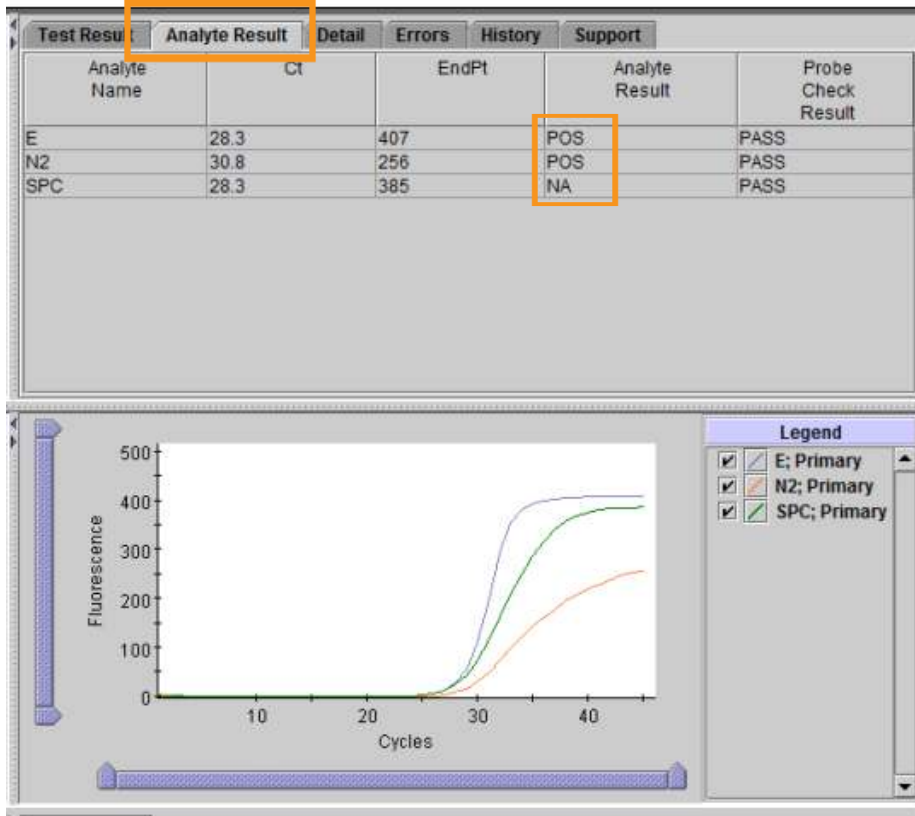 Test Result Analyte Result Detail Errors History Support
Analyte Name Ct EndPt Analyte Result Probe Check Result
E 28.3 407 POS PASS
N2 30.8 256 POS PASS
SPC 28.3 385 NA PASS
Legend
E; Primary
N2; Primary
SPC; Primary
500
400
300
200
100
0
Fluorescence
10 20 30 40
Cycles